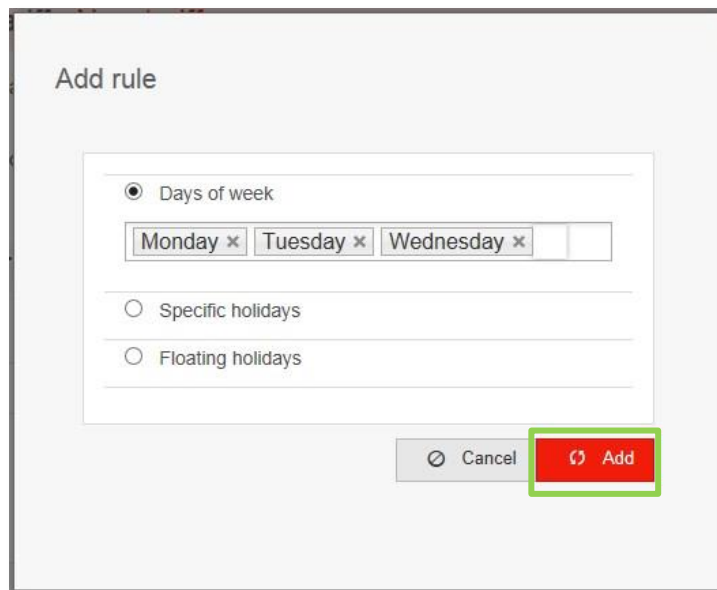 Add rule
Days of week
Monday × Tuesday × Wednesday ×
Specific holidays
Floating holidays
Cancel Add